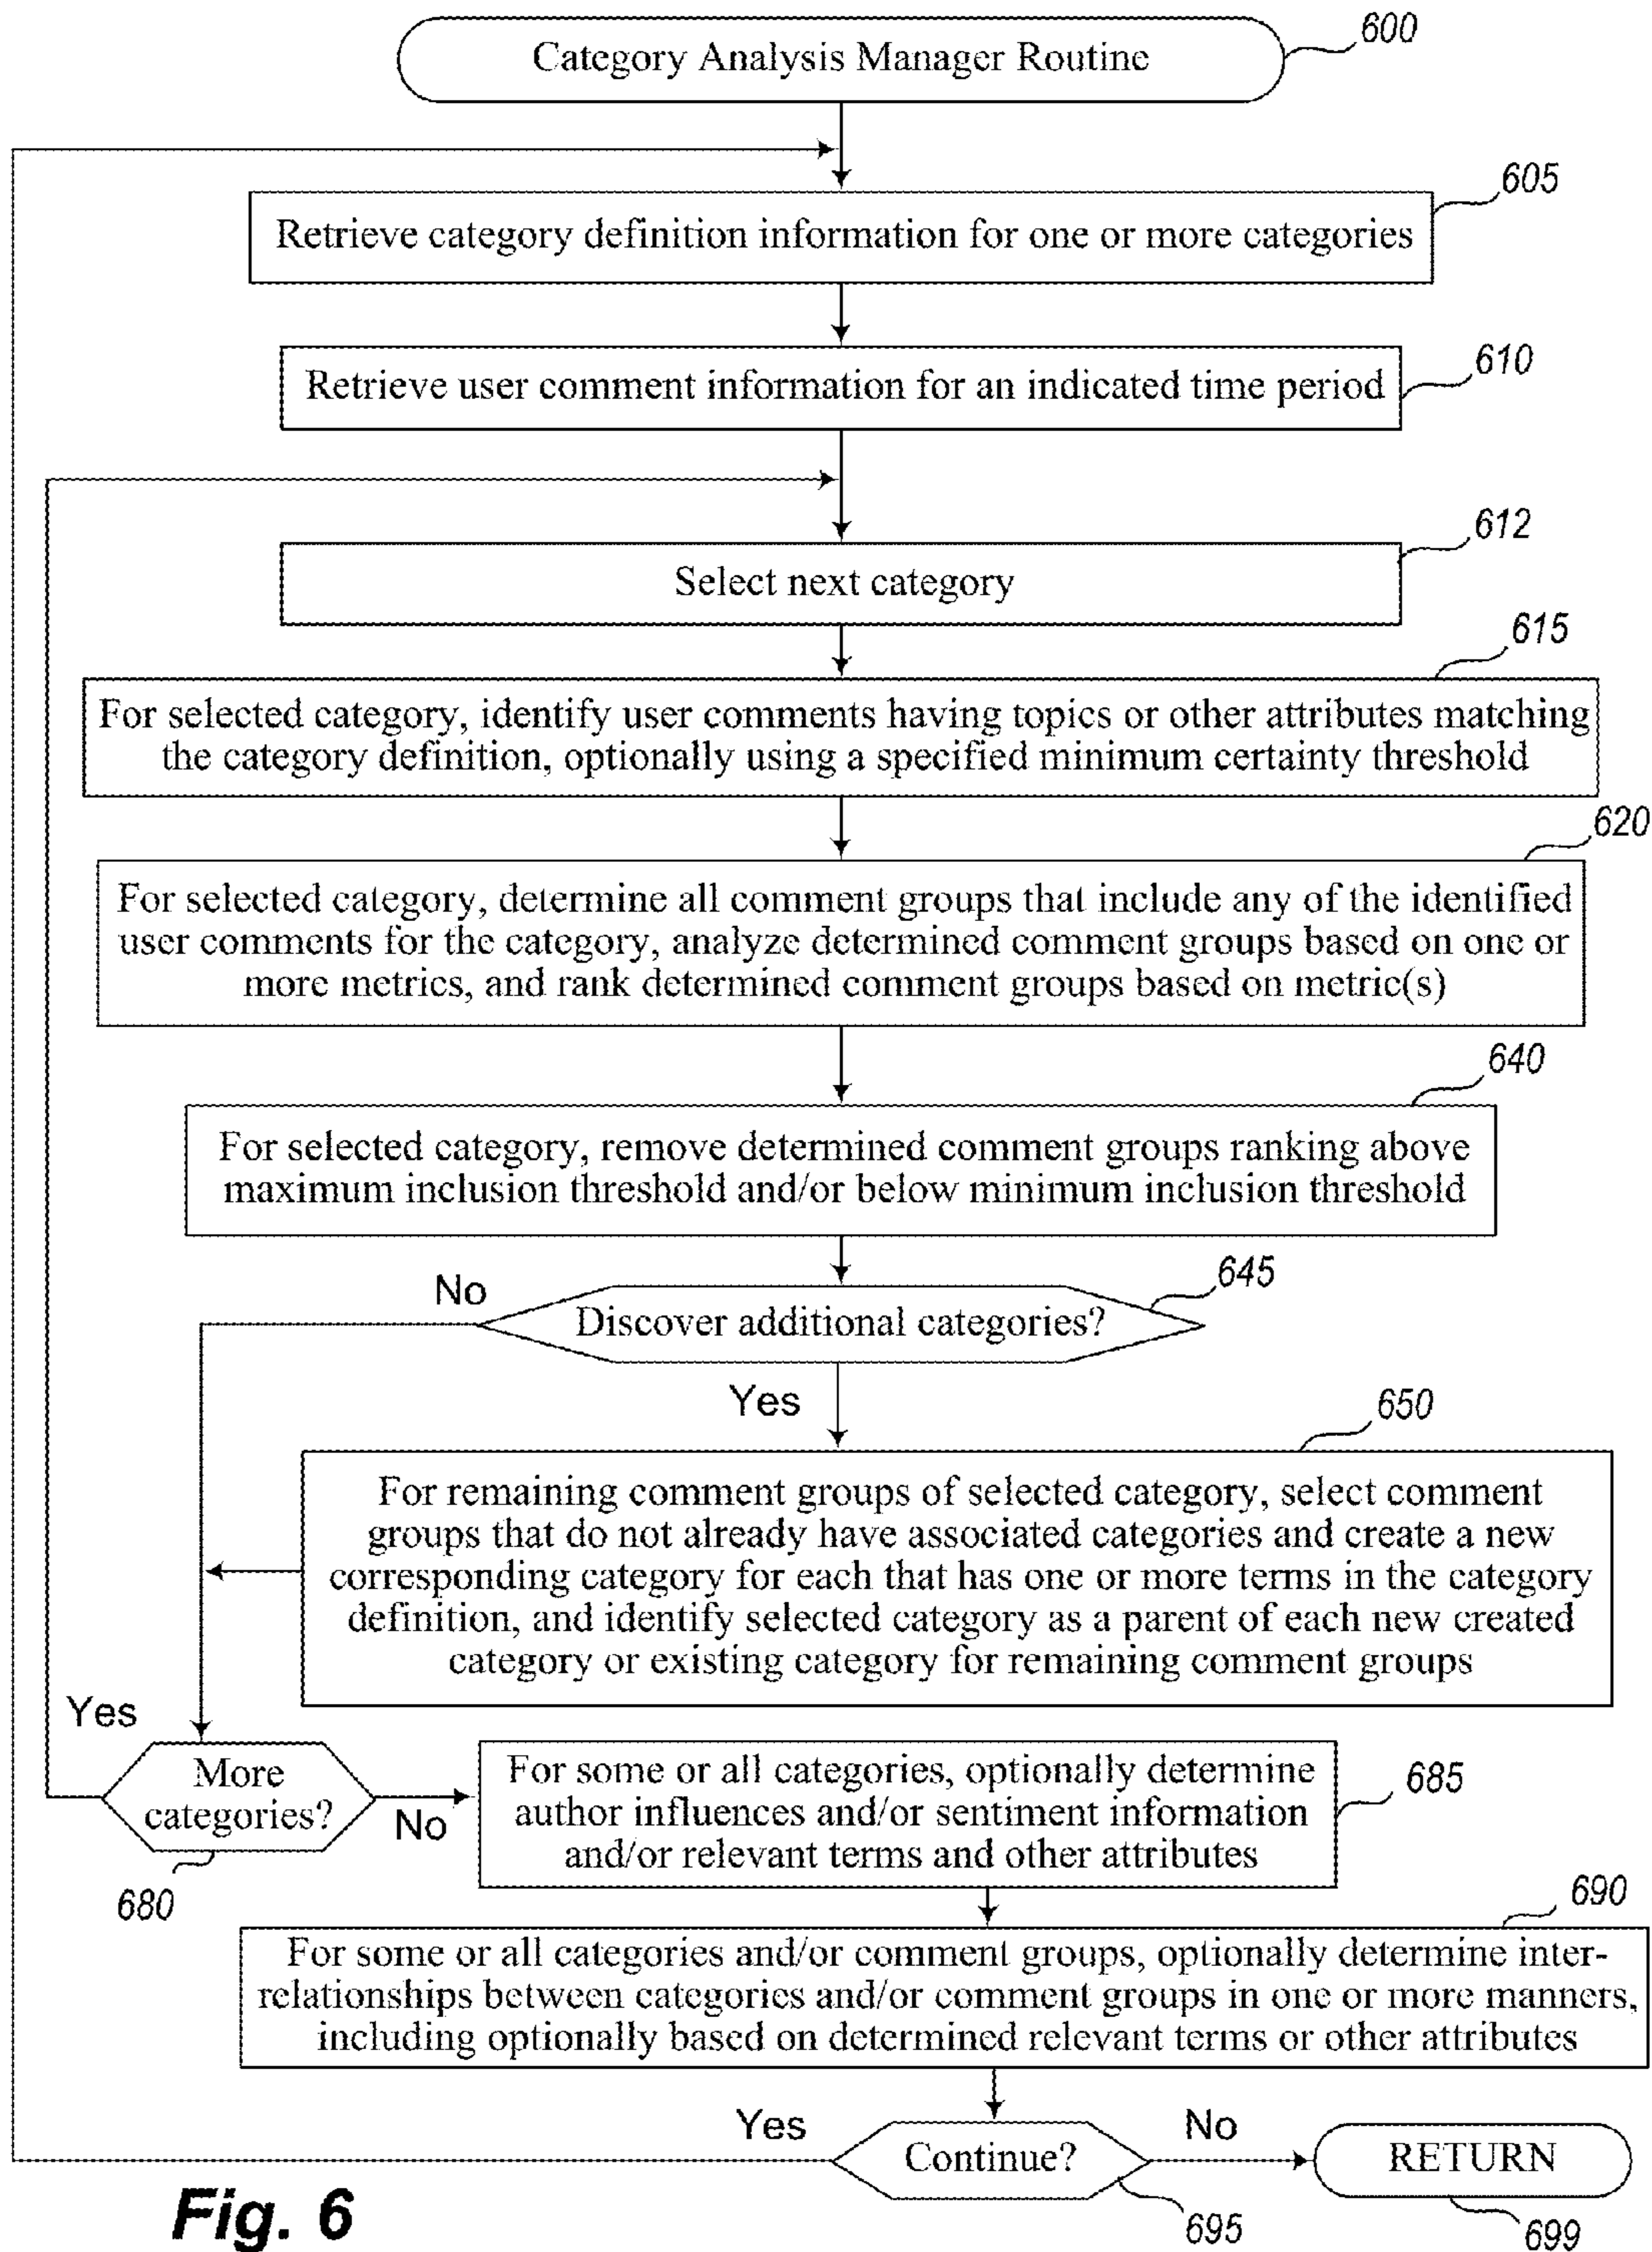 Category Analysis Manager Routine
600
605
Retrieve category definition information for one or more categories
610
Retrieve user comment information for an indicated time period
612
Select next category
615
For selected category, identify user comments having topics or other attributes matching
the category definition, optionally using a specified minimum certainty threshold
620
For selected category, determine all comment groups that include any of the identified
user comments for the category, analyze determined comment groups based on one or
more metrics, and rank determined comment groups based on metric(s)
640
For selected category, remove determined comment groups ranking above
maximum inclusion threshold and/or below minimum inclusion threshold
645
No
Discover additional categories?
Yes
650
For remaining comment groups of selected category, select comment
groups that do not already have associated categories and create a new
corresponding category for each that has one or more terms in the category
definition, and identify selected category as a parent of each new created
category or existing category for remaining comment groups
Yes
More
categories?
No
680
For some or all categories, optionally determine
author influences and/or sentiment information
and/or relevant terms and other attributes
685
690
For some or all categories and/or comment groups, optionally determine inter-
relationships between categories and/or comment groups in one or more manners,
including optionally based on determined relevant terms or other attributes
Yes
Continue?
No
RETURN
695
699
Fig. 6